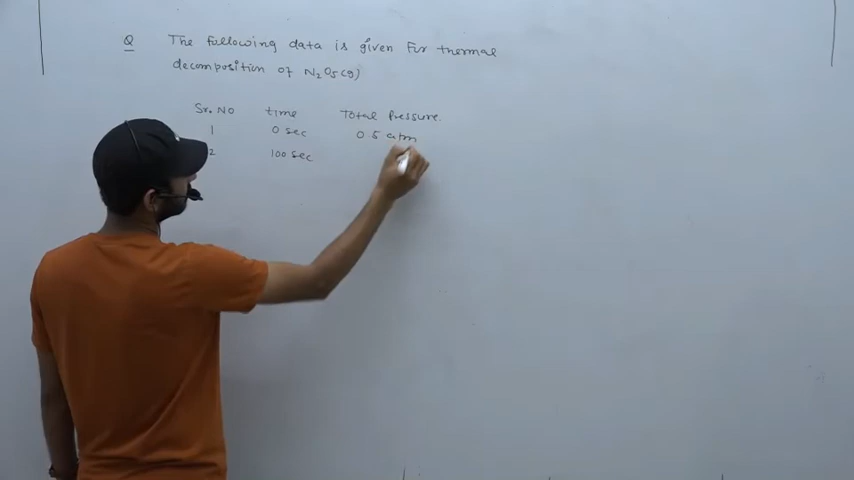 Q The following data is given for thermal
decomposition of N₂O₅(g)
Sr. NO time Total Pressure.
1 0 sec 0.5 atm
2 100 sec